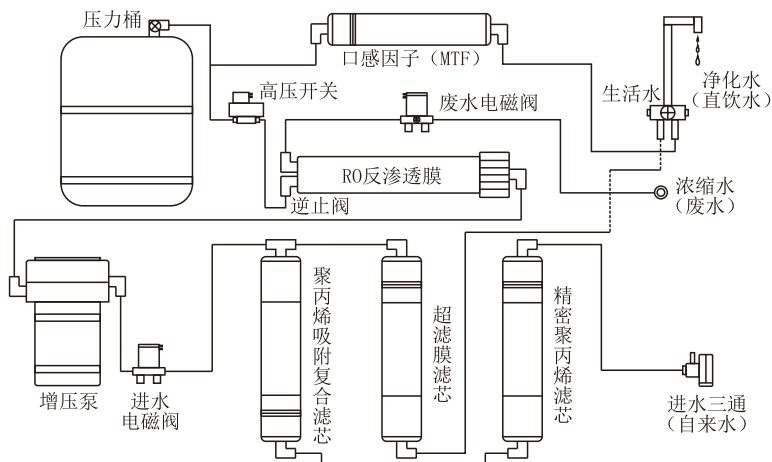 压力桶
口感因子（MTF）
高压开关
废水电磁阀
生活水
净化水
（直饮水）
RO反渗透膜
逆止阀
浓缩水
（废水）
聚丙烯吸附复合滤芯
超滤膜滤芯
精密聚丙烯滤芯
增压泵
进水
电磁阀
进水三通
（自来水）